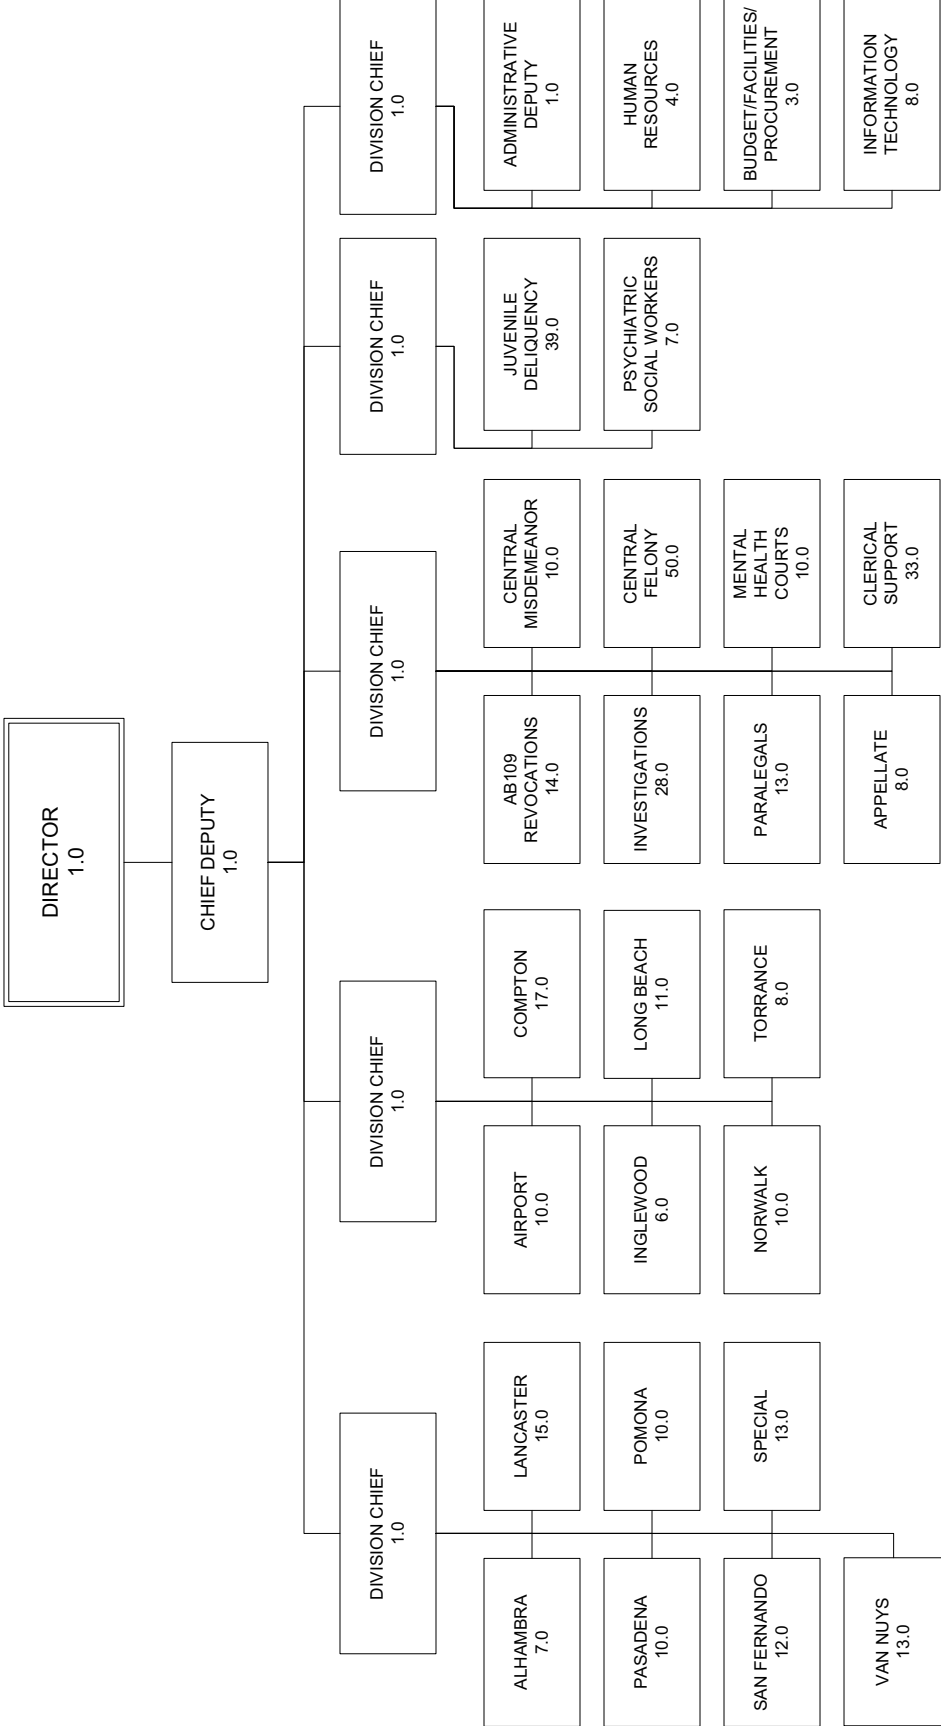 DIRECTOR
1.0
CHIEF DEPUTY
1.0
DIVISION CHIEF
1.0
DIVISION CHIEF
1.0
DIVISION CHIEF
1.0
DIVISION CHIEF
1.0
DIVISION CHIEF
1.0
ALHAMBRA
7.0
LANCASTER
15.0
PASADENA
10.0
POMONA
10.0
SAN FERNANDO
12.0
SPECIAL
13.0
VAN NUYS
13.0
AIRPORT
10.0
COMPTON
17.0
INGLEWOOD
6.0
LONG BEACH
11.0
NORWALK
10.0
TORRANCE
8.0
AB109
REVOCATIONS
14.0
CENTRAL
MISDEMEANOR
10.0
INVESTIGATIONS
28.0
CENTRAL
FELONY
50.0
PARALEGALS
13.0
MENTAL
HEALTH
COURTS
10.0
APPELLATE
8.0
CLERICAL
SUPPORT
33.0
JUVENILE
DELIQUENCY
39.0
PSYCHIATRIC
SOCIAL WORKERS
7.0
ADMINISTRATIVE
DEPUTY
1.0
HUMAN
RESOURCES
4.0
BUDGET/FACILITIES/
PROCUREMENT
3.0
INFORMATION
TECHNOLOGY
8.0